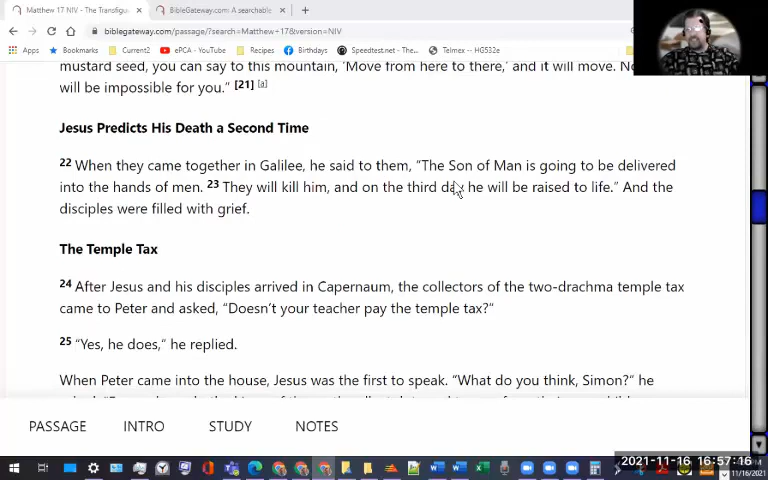 Matthew 17 NIV - The Transfigu
BibleGateway.com: A searchable
biblegateway.com/passage/?search=Matthew+17&version=NIV
Apps Bookmarks Current2 ePCA - YouTube Recipes Birthdays Speedtest.net - The... Telmex -- HG532e
mustard seed, you can say to this mountain, 'Move from here to there,' and it will move. No
will be impossible for you." [21] [a]
Jesus Predicts His Death a Second Time
22 When they came together in Galilee, he said to them, "The Son of Man is going to be delivered
into the hands of men. 23 They will kill him, and on the third day he will be raised to life." And the
disciples were filled with grief.
The Temple Tax
24 After Jesus and his disciples arrived in Capernaum, the collectors of the two-drachma temple tax
came to Peter and asked, "Doesn't your teacher pay the temple tax?"
25 "Yes, he does," he replied.
When Peter came into the house, Jesus was the first to speak. "What do you think, Simon?" he
PASSAGE INTRO STUDY NOTES
2021-11-16 16:57:16
11/16/2021